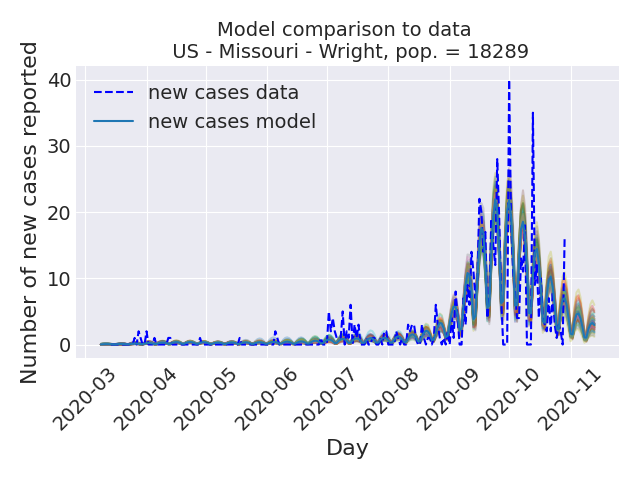 Model comparison to data
US - Missouri - Wright, pop. = 18289
Number of new cases reported
40
30
20
10
0
new cases data
new cases model
2020-03
2020-04
2020-05
2020-06
2020-07
2020-08
2020-09
2020-10
2020-11
Day